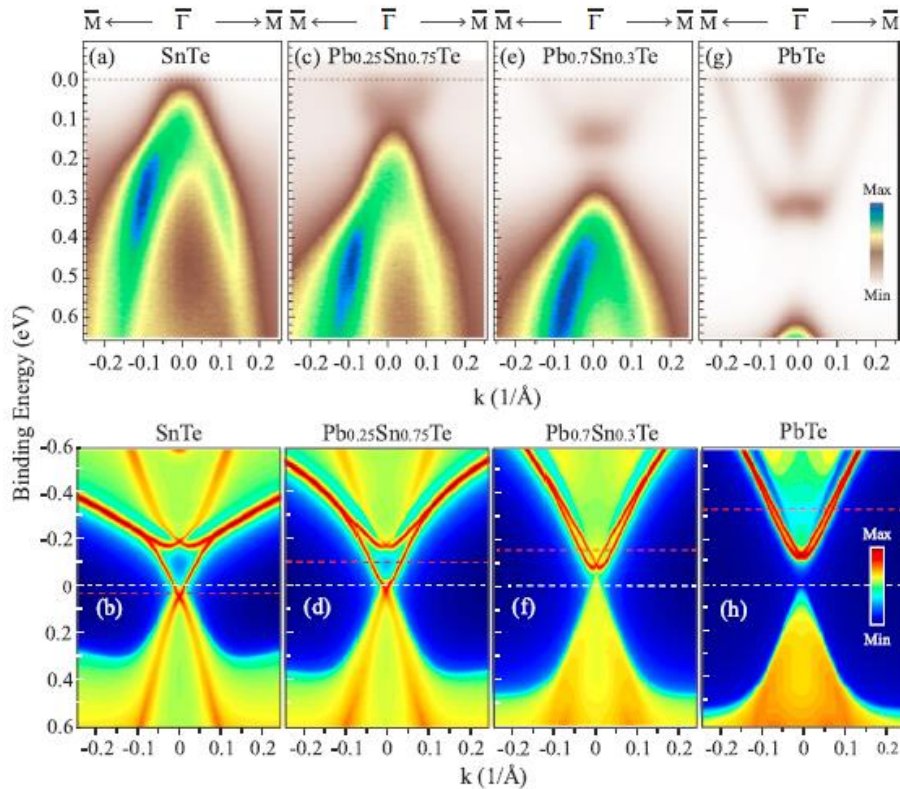 M̅ ← Γ̅ → M̅ M̅ ← Γ̅ → M̅ M̅ ← Γ̅ → M̅ M̅ ← Γ̅ → M̅
(a) SnTe (c) Pb0.25Sn0.75Te (e) Pb0.7Sn0.3Te (g) PbTe
0.0
0.1
0.2
0.3
0.4
0.5
0.6
Max
Min
-0.2 -0.1 0.0 0.1 0.2 -0.2 -0.1 0.0 0.1 0.2 -0.2 -0.1 0.0 0.1 0.2 -0.2 -0.1 0.0 0.1 0.2
k (1/Å)
Binding Energy (eV)
SnTe Pb0.25Sn0.75Te Pb0.7Sn0.3Te PbTe
-0.6
-0.4
-0.2
0
0.2
0.4
0.6
(b) (d) (f) (h)
Max
Min
-0.2 -0.1 0 0.1 0.2 -0.2 -0.1 0 0.1 0.2 -0.2 -0.1 0 0.1 0.2 -0.2 -0.1 0 0.1 0.2
k (1/Å)